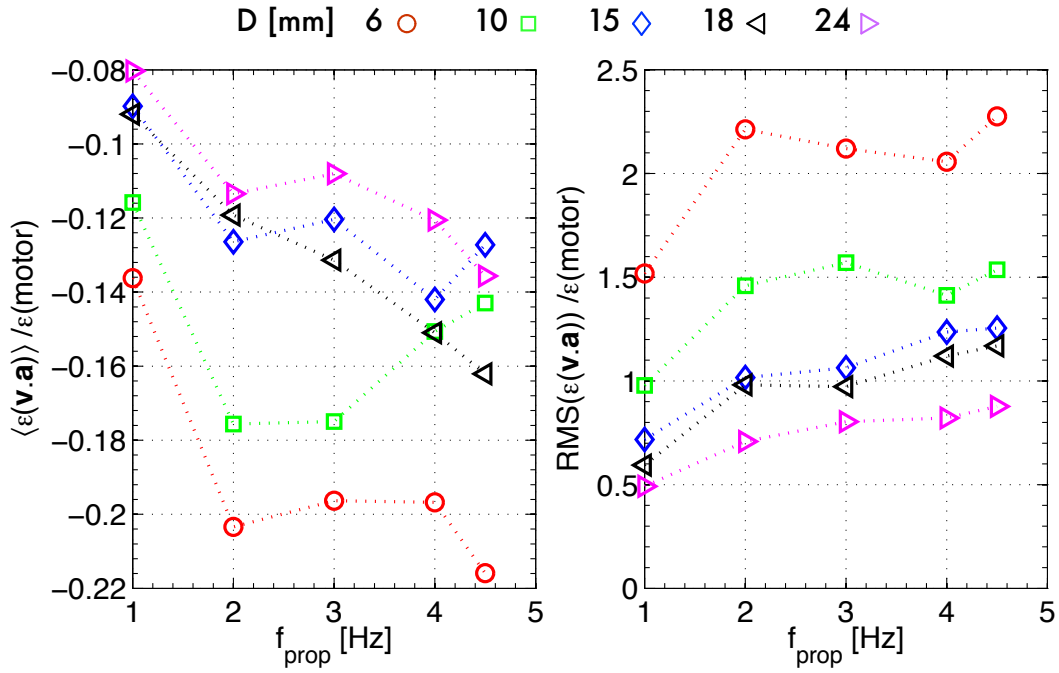 D [mm] 6 10 15 18 24
−0.08
−0.1
−0.12
−0.14
−0.16
−0.18
−0.2
−0.22
1 2 3 4 5
f_prop [Hz]
⟨ε(v.a)⟩ /ε(motor)
2.5
2
1.5
1
0.5
0
1 2 3 4 5
f_prop [Hz]
RMS(ε(v.a)) /ε(motor)